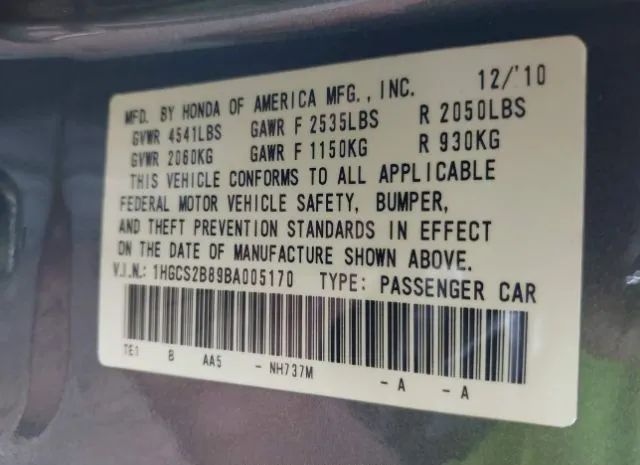 MFD. BY HONDA OF AMERICA MFG., INC. 12/'10
GVWR 4541LBS GAWR F 2535LBS R 2050LBS
GVWR 2060KG GAWR F 1150KG R 930KG
THIS VEHICLE CONFORMS TO ALL APPLICABLE
FEDERAL MOTOR VEHICLE SAFETY, BUMPER,
AND THEFT PREVENTION STANDARDS IN EFFECT
ON THE DATE OF MANUFACTURE SHOWN ABOVE.
V.I.N.: 1HGCS2B89BA005170 TYPE: PASSENGER CAR
TE1 B AA5 - NH737M - A - A